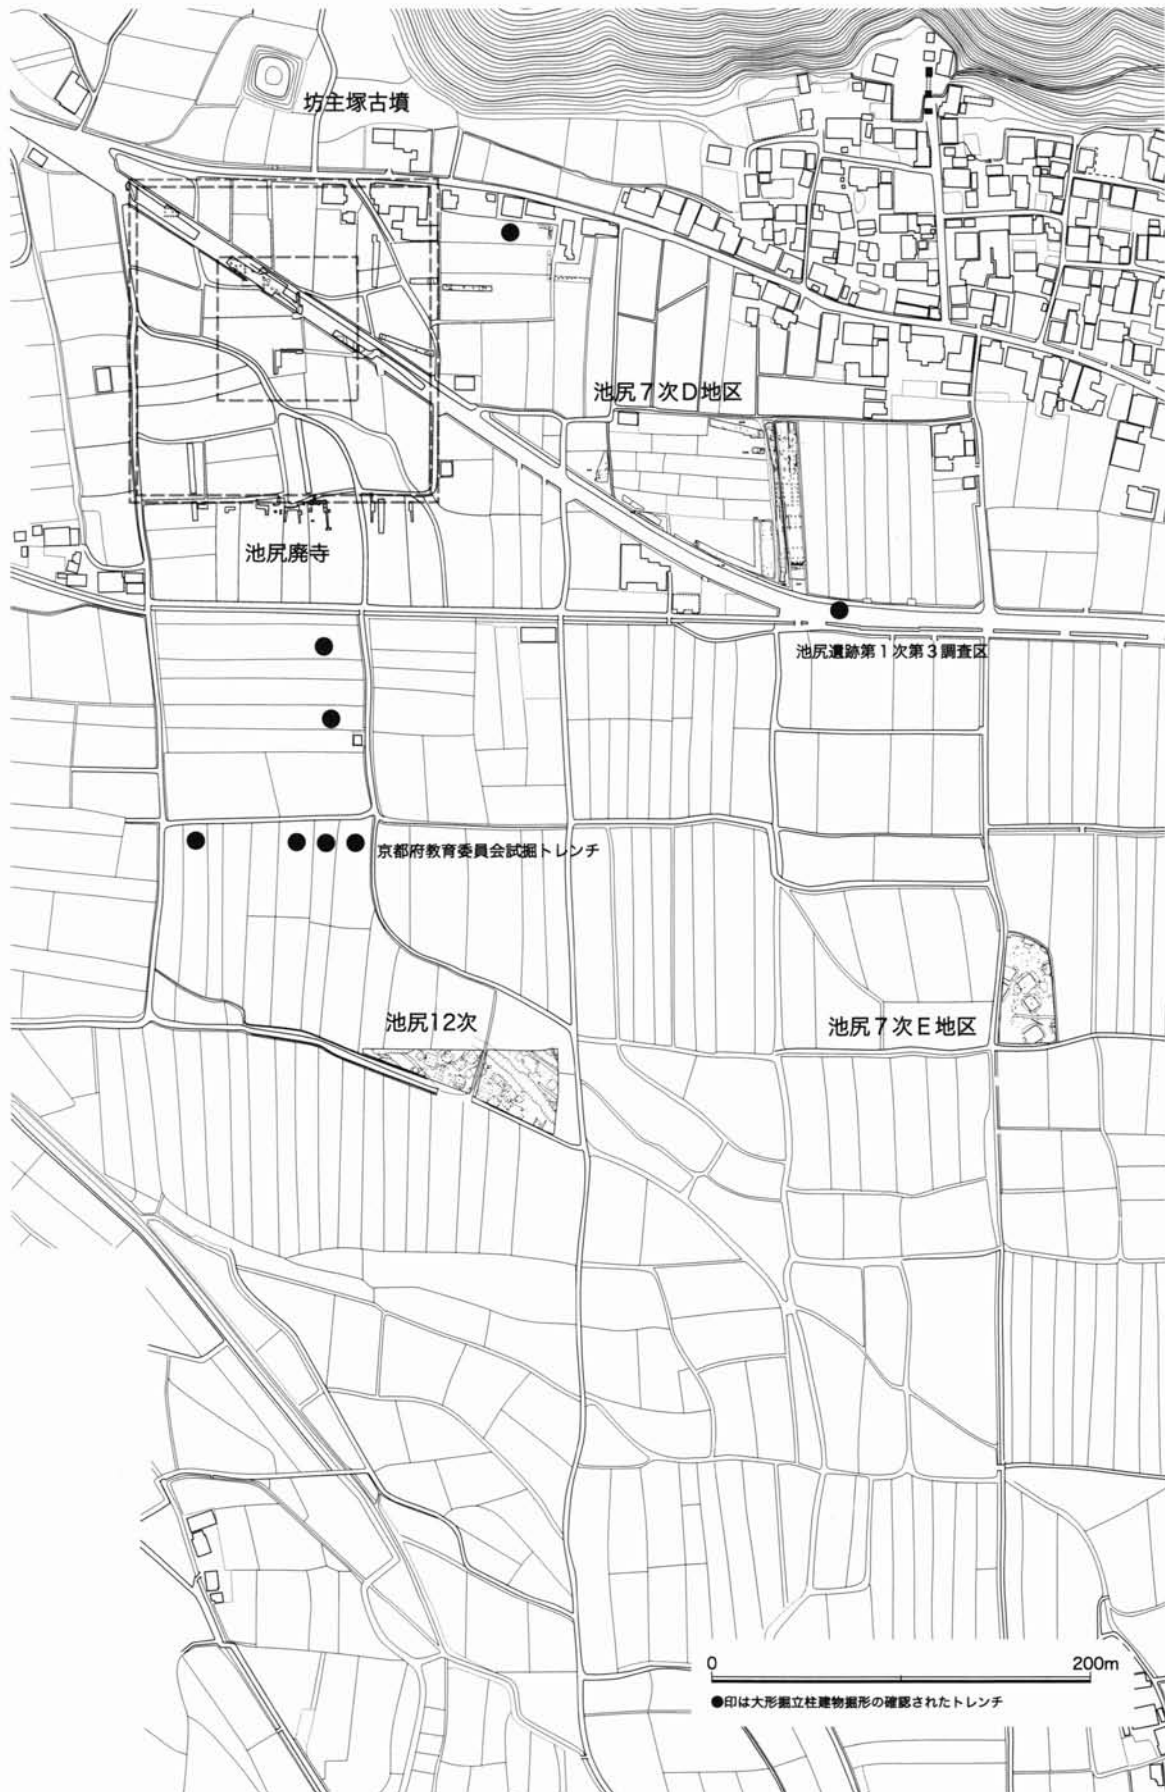 坊主塚古墳
池尻7次D地区
池尻廃寺
池尻遺跡第1次第3調査区
京都府教育委員会試掘トレンチ
池尻12次
池尻7次E地区
0
200m
●印は大形掘立柱建物掘形の確認されたトレンチ